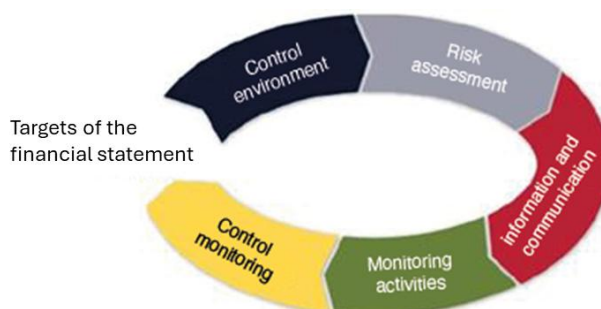 Control
environment
Risk
assessment
Targets of the
financial statement
information and
communication
Control
monitoring
Monitoring
activities